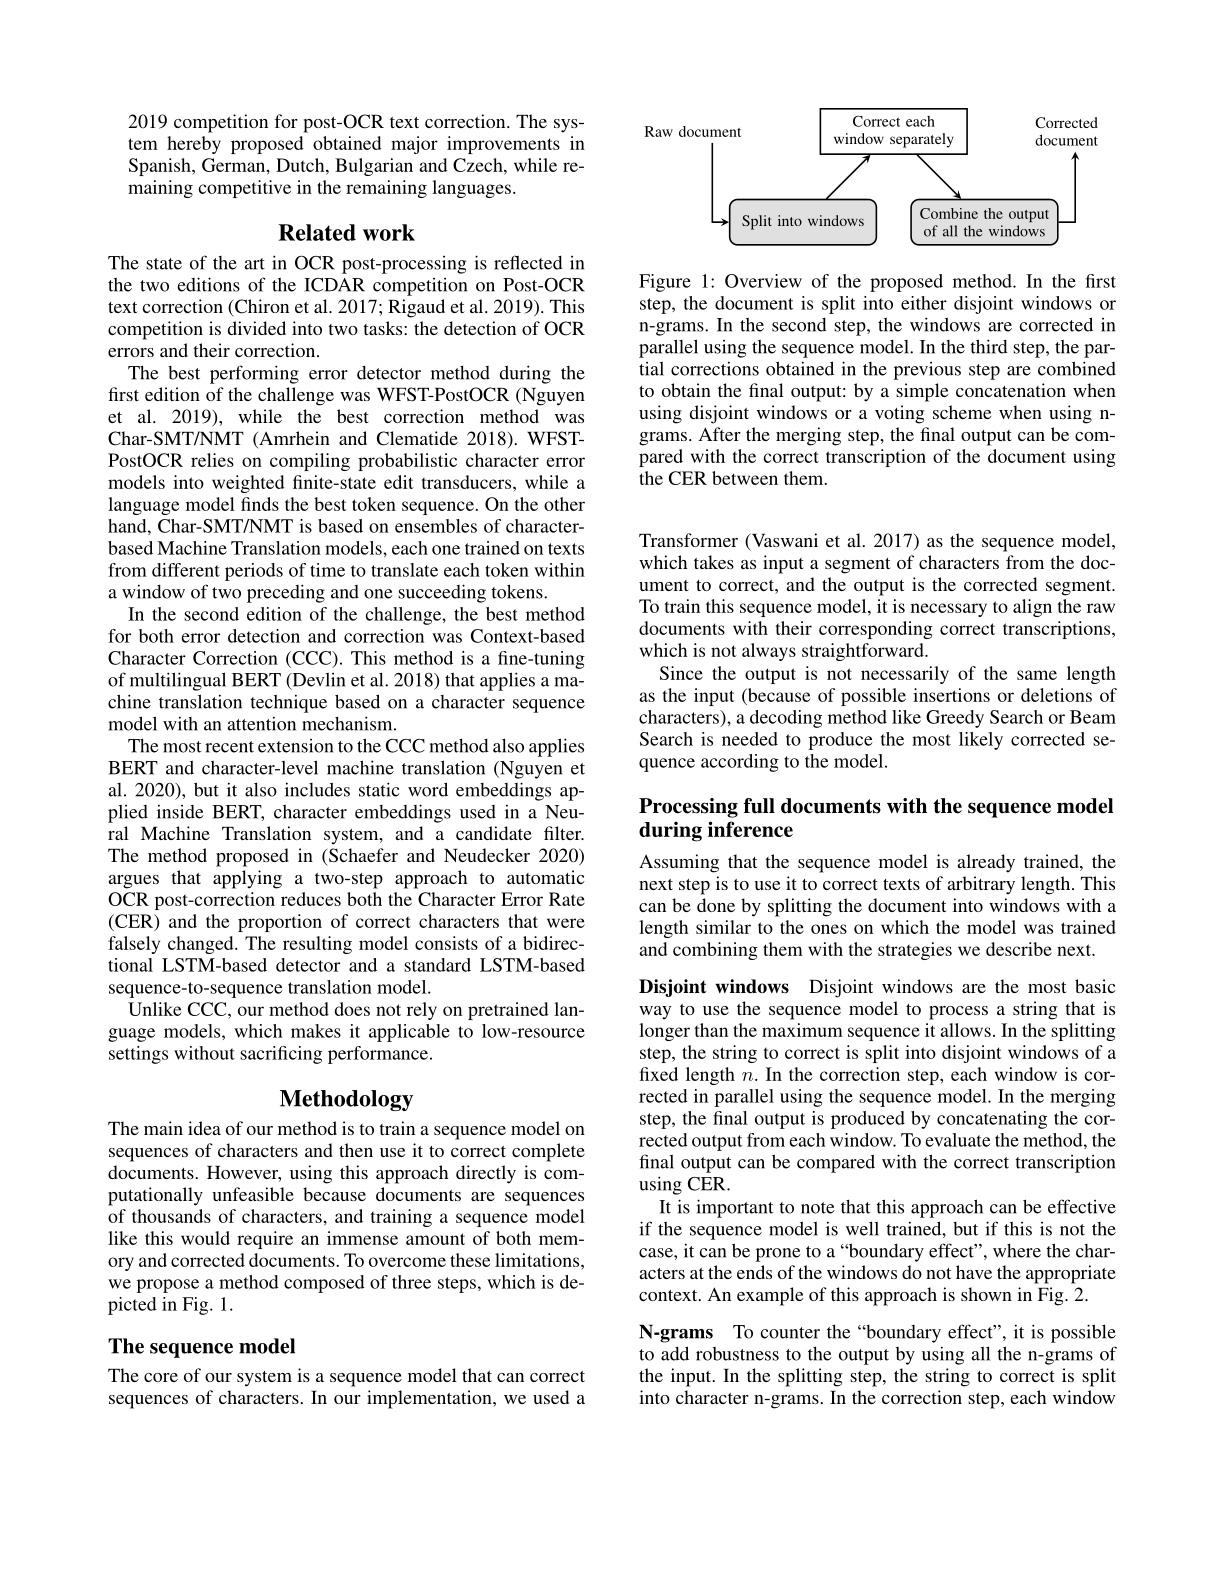 2019 competition for post-OCR text correction. The sys-
tem hereby proposed obtained major improvements in
Spanish, German, Dutch, Bulgarian and Czech, while re-
maining competitive in the remaining languages.
Related work
The state of the art in OCR post-processing is reflected in
the two editions of the ICDAR competition on Post-OCR
text correction (Chiron et al. 2017; Rigaud et al. 2019). This
competition is divided into two tasks: the detection of OCR
errors and their correction.
The best performing error detector method during the
first edition of the challenge was WFST-PostOCR (Nguyen
et al. 2019), while the best correction method was
Char-SMT/NMT (Amrhein and Clematide 2018). WFST-
PostOCR relies on compiling probabilistic character error
models into weighted finite-state edit transducers, while a
language model finds the best token sequence. On the other
hand, Char-SMT/NMT is based on ensembles of character-
based Machine Translation models, each one trained on texts
from different periods of time to translate each token within
a window of two preceding and one succeeding tokens.
In the second edition of the challenge, the best method
for both error detection and correction was Context-based
Character Correction (CCC). This method is a fine-tuning
of multilingual BERT (Devlin et al. 2018) that applies a ma-
chine translation technique based on a character sequence
model with an attention mechanism.
The most recent extension to the CCC method also applies
BERT and character-level machine translation (Nguyen et
al. 2020), but it also includes static word embeddings ap-
plied inside BERT, character embeddings used in a Neu-
ral Machine Translation system, and a candidate filter.
The method proposed in (Schaefer and Neudecker 2020)
argues that applying a two-step approach to automatic
OCR post-correction reduces both the Character Error Rate
(CER) and the proportion of correct characters that were
falsely changed. The resulting model consists of a bidirec-
tional LSTM-based detector and a standard LSTM-based
sequence-to-sequence translation model.
Unlike CCC, our method does not rely on pretrained lan-
guage models, which makes it applicable to low-resource
settings without sacrificing performance.
Methodology
The main idea of our method is to train a sequence model on
sequences of characters and then use it to correct complete
documents. However, using this approach directly is com-
putationally unfeasible because documents are sequences
of thousands of characters, and training a sequence model
like this would require an immense amount of both mem-
ory and corrected documents. To overcome these limitations,
we propose a method composed of three steps, which is de-
picted in Fig. 1.
The sequence model
The core of our system is a sequence model that can correct
sequences of characters. In our implementation, we used a
Raw document
Split into windows
Correct each
window separately
Combine the output
of all the windows
Corrected
document
Figure 1: Overview of the proposed method. In the first
step, the document is split into either disjoint windows or
n-grams. In the second step, the windows are corrected in
parallel using the sequence model. In the third step, the par-
tial corrections obtained in the previous step are combined
to obtain the final output: by a simple concatenation when
using disjoint windows or a voting scheme when using n-
grams. After the merging step, the final output can be com-
pared with the correct transcription of the document using
the CER between them.
Transformer (Vaswani et al. 2017) as the sequence model,
which takes as input a segment of characters from the doc-
ument to correct, and the output is the corrected segment.
To train this sequence model, it is necessary to align the raw
documents with their corresponding correct transcriptions,
which is not always straightforward.
Since the output is not necessarily of the same length
as the input (because of possible insertions or deletions of
characters), a decoding method like Greedy Search or Beam
Search is needed to produce the most likely corrected se-
quence according to the model.
Processing full documents with the sequence model
during inference
Assuming that the sequence model is already trained, the
next step is to use it to correct texts of arbitrary length. This
can be done by splitting the document into windows with a
length similar to the ones on which the model was trained
and combining them with the strategies we describe next.
Disjoint windows Disjoint windows are the most basic
way to use the sequence model to process a string that is
longer than the maximum sequence it allows. In the splitting
step, the string to correct is split into disjoint windows of a
fixed length n. In the correction step, each window is cor-
rected in parallel using the sequence model. In the merging
step, the final output is produced by concatenating the cor-
rected output from each window. To evaluate the method, the
final output can be compared with the correct transcription
using CER.
It is important to note that this approach can be effective
if the sequence model is well trained, but if this is not the
case, it can be prone to a “boundary effect”, where the char-
acters at the ends of the windows do not have the appropriate
context. An example of this approach is shown in Fig. 2.
N-grams To counter the “boundary effect”, it is possible
to add robustness to the output by using all the n-grams of
the input. In the splitting step, the string to correct is split
into character n-grams. In the correction step, each window